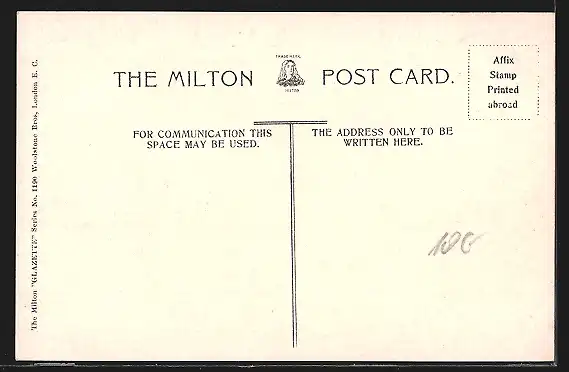 THE MILTON
TRADE MARK
MILTON
POST CARD.
Affix
Stamp
Printed
abroad
FOR COMMUNICATION THIS
SPACE MAY BE USED.
THE ADDRESS ONLY TO BE
WRITTEN HERE.
The Milton "GLAZETTE" Series No. 1190 Woolstone Bros, London E. C.